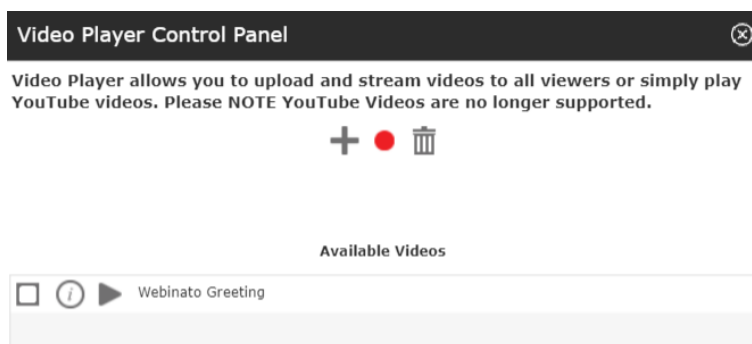 Video Player Control Panel
Video Player allows you to upload and stream videos to all viewers or simply play
YouTube videos. Please NOTE YouTube Videos are no longer supported.
Available Videos
Webinato Greeting